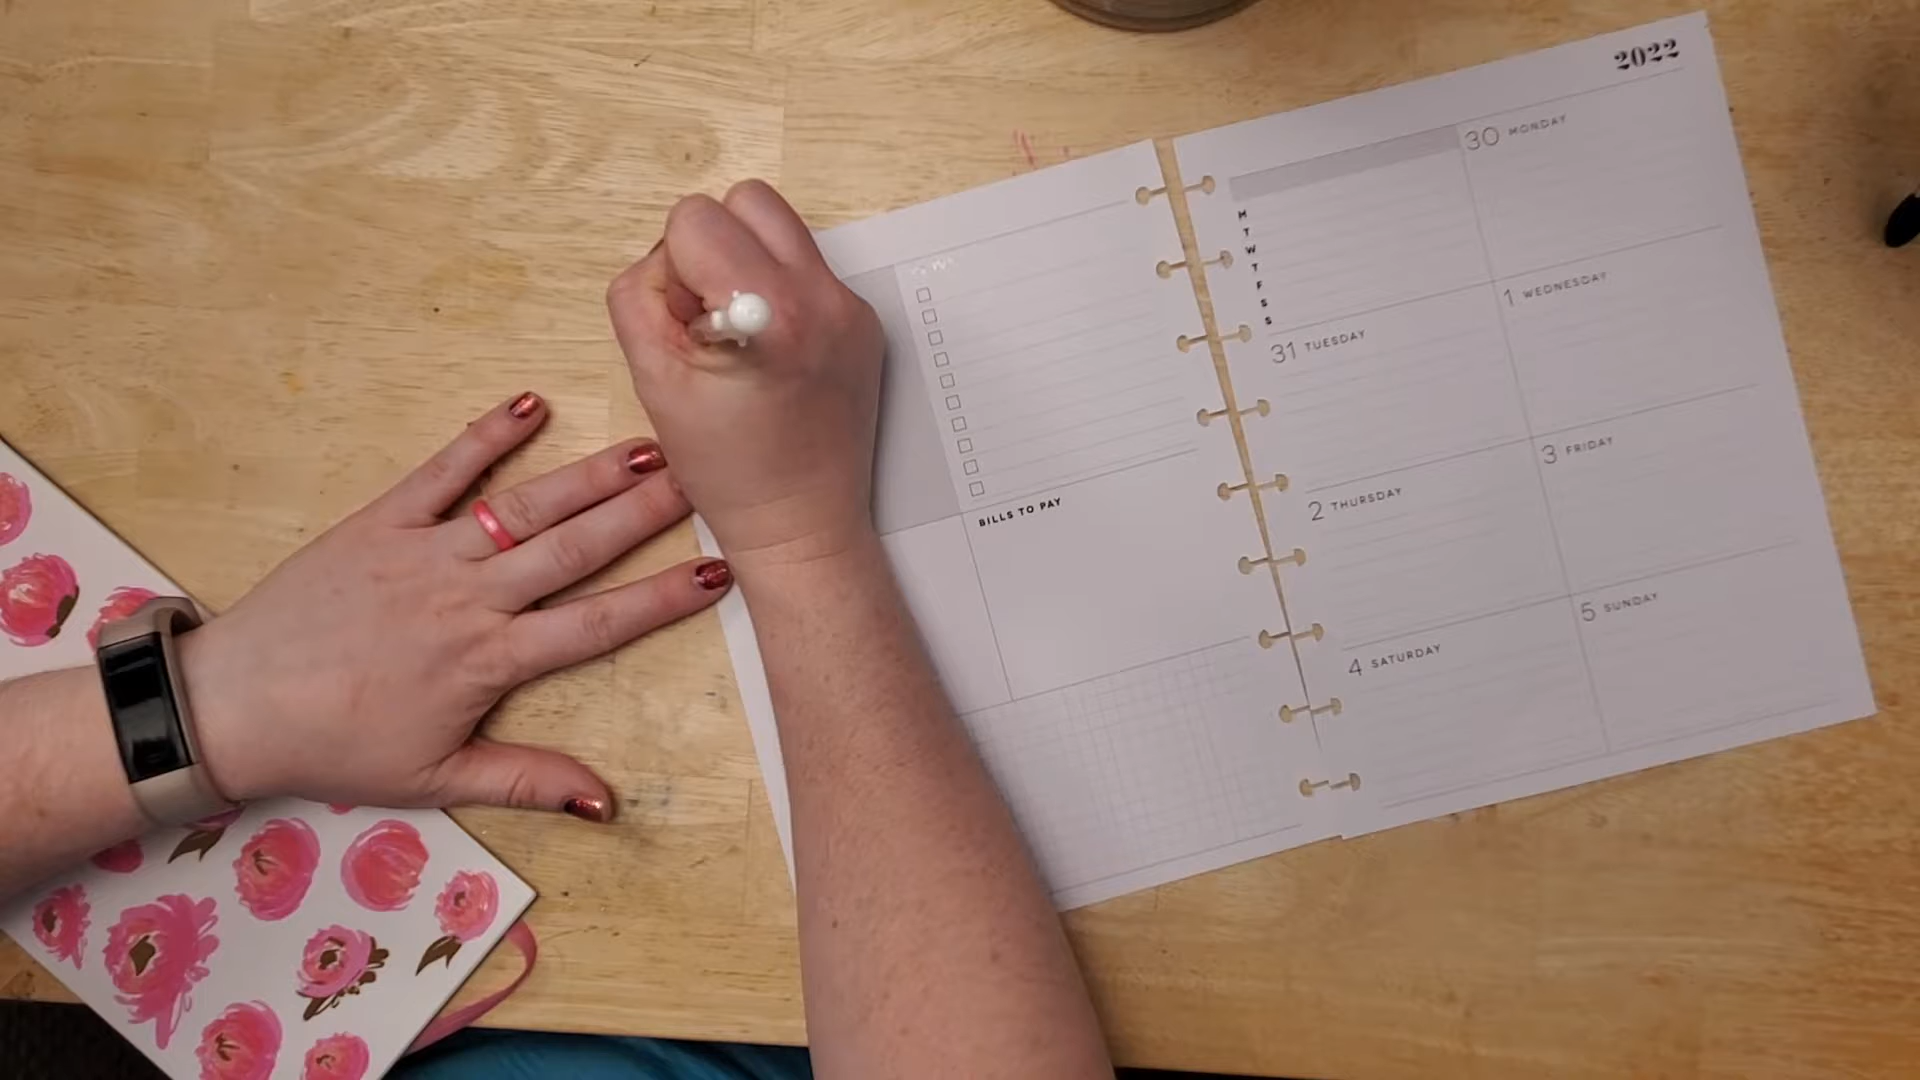 2022
BILLS TO PAY
30 MONDAY
M
T
W
T
F
S
S
31 TUESDAY
1 WEDNESDAY
2 THURSDAY
3 FRIDAY
4 SATURDAY
5 SUNDAY